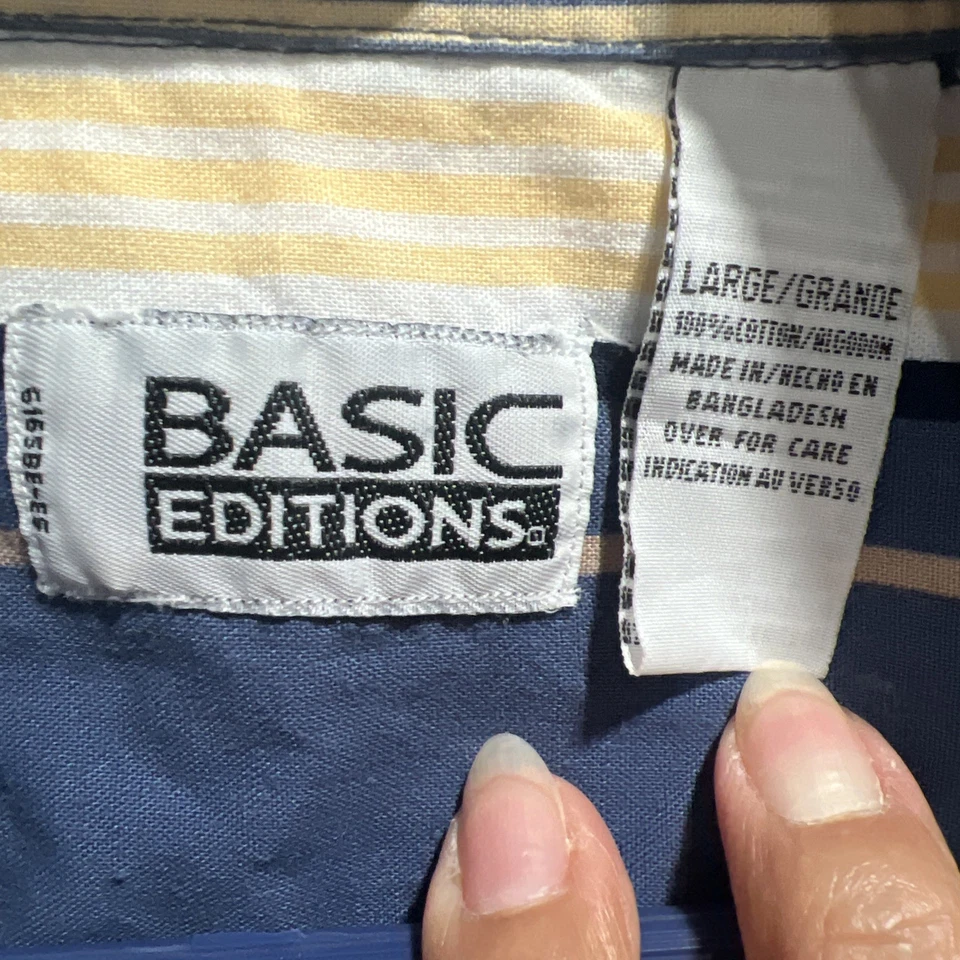 BASIC
EDITIONS
LARGE/GRANDE
100%COTTON/ALGODON
MADE IN/HECHO EN
BANGLADESH
OVER FOR CARE
INDICATION AU VERSO